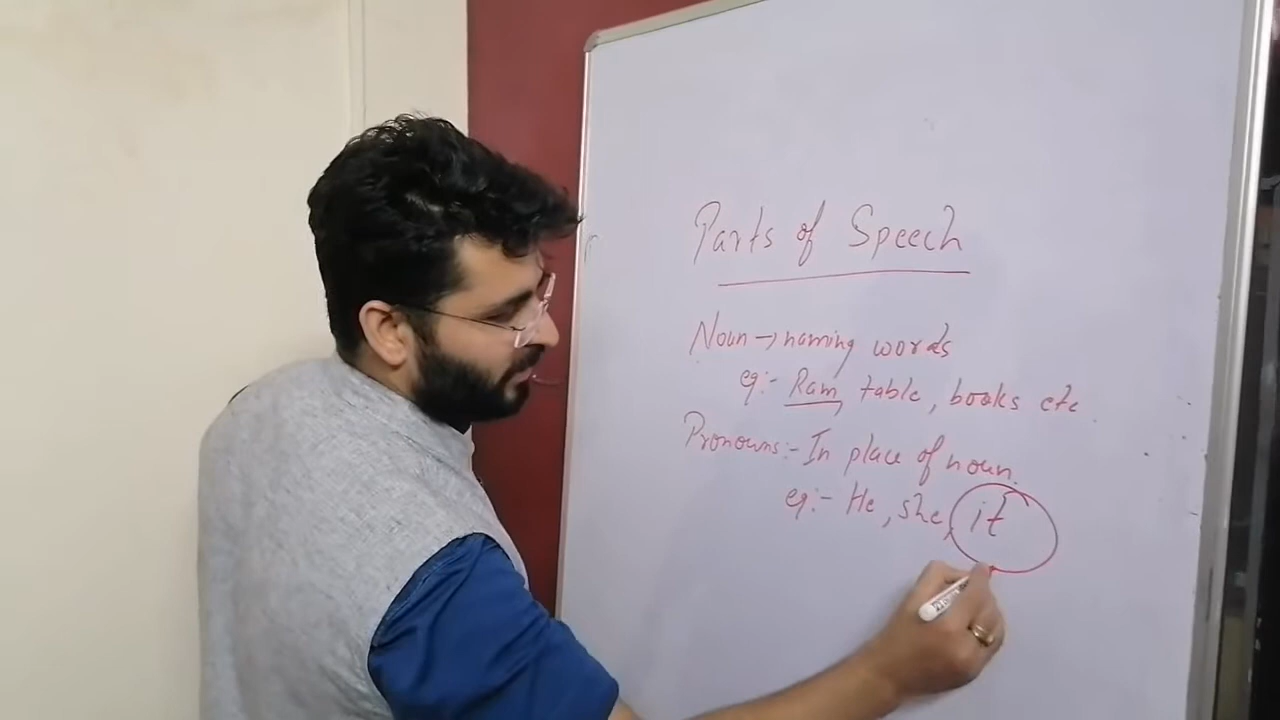 Parts of Speech
Noun → naming words
eg:- Ram, table, books etc.
Pronouns:- In place of noun.
eg:- He, she, it